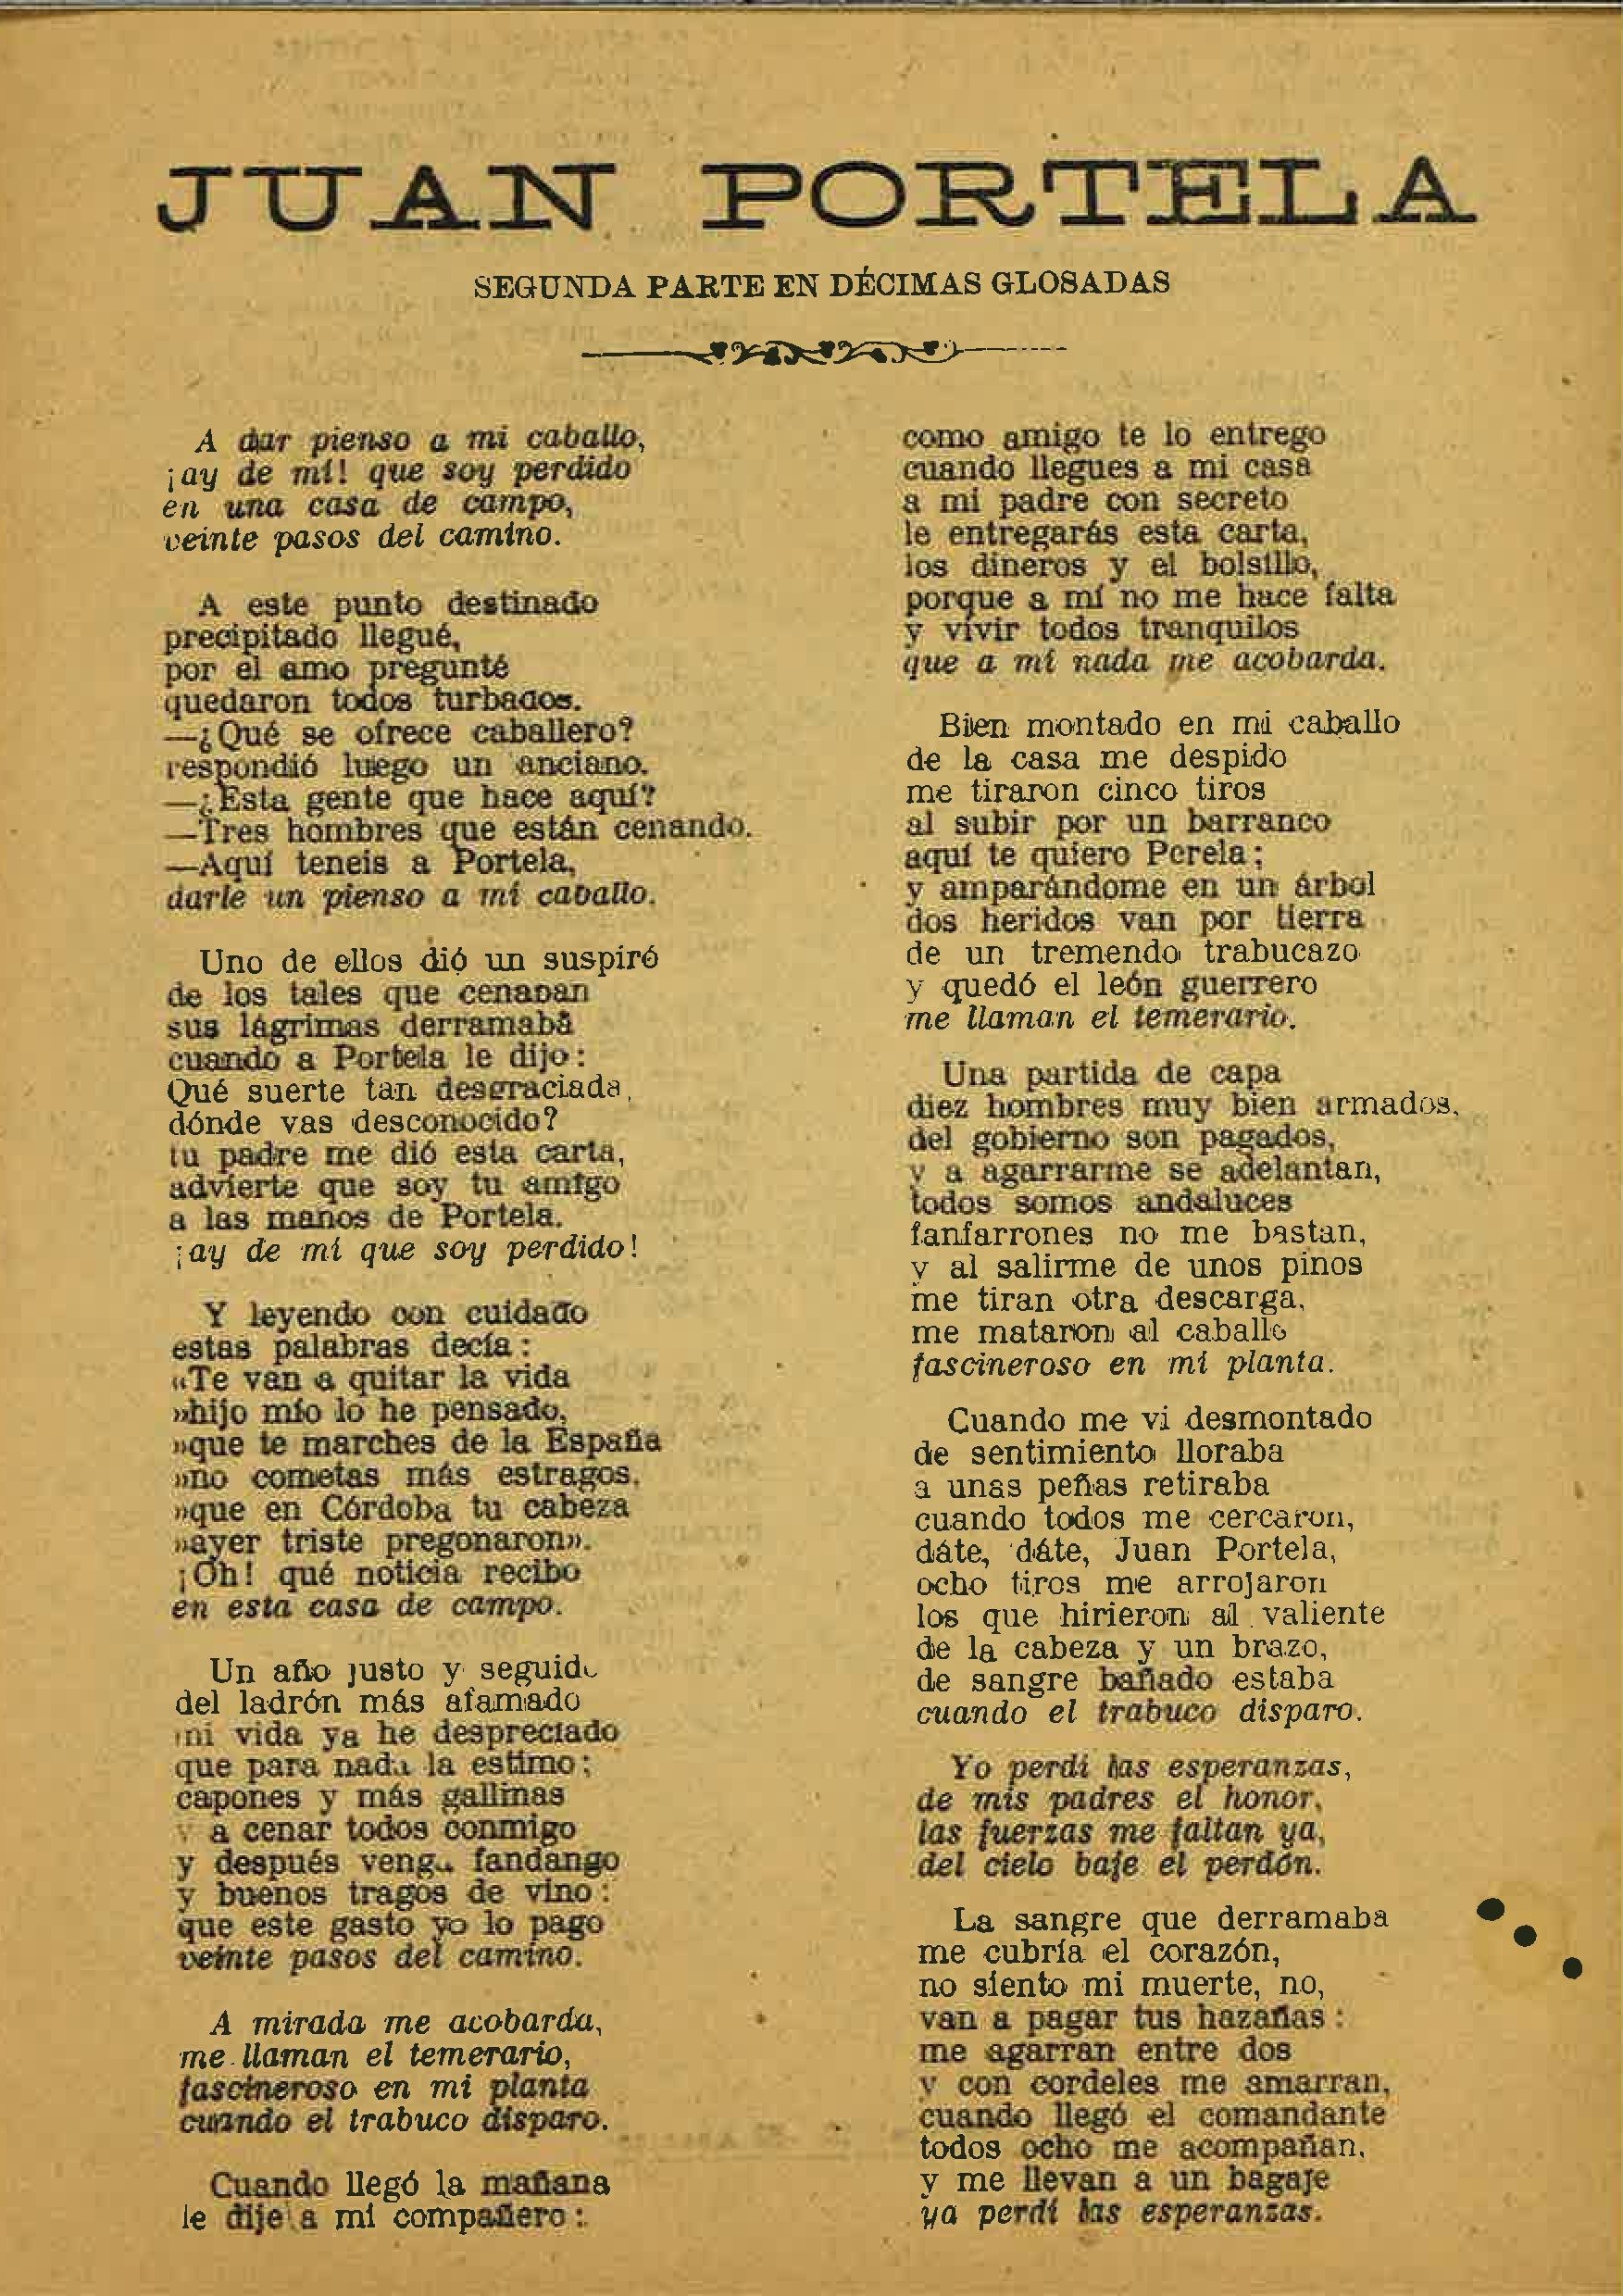 JUAN PORTELA
SEGUNDA PARTE EN DÉCIMAS GLOSADAS
A dar pienso a mi caballo,
¡ay de mí! que soy perdido
en una casa de campo,
veinte pasos del camino.
A este punto destinado
precipitado llegué,
por el amo pregunté
quedaron todos turbados.
—¿Qué se ofrece caballero?
respondió luego un anciano.
—¿Esta gente que hace aquí?
—Tres hombres que están cenando.
—Aquí teneis a Portela,
darle un pienso a mi caballo.
Uno de ellos dió un suspiró
de los tales que cenaban
sus lágrimas derramaba
cuando a Portela le dijo:
Qué suerte tan desgraciada,
dónde vas desconocido?
tu padre me dió esta carta,
advierte que soy tu amigo
a las manos de Portela.
¡ay de mí que soy perdido!
Y leyendo con cuidado
estas palabras decía:
«Te van a quitar la vida
»hijo mío lo he pensado,
»que te marches de la España
»no cometas más estragos,
»que en Córdoba tu cabeza
»ayer triste pregonaron».
¡Oh! qué noticia recibo
en esta casa de campo.
Un año justo y seguido
del ladrón más afamado
mi vida ya he despreciado
que para nada la estimo;
capones y más gallinas
y a cenar todos conmigo
y después venga fandango
y buenos tragos de vino:
que este gasto yo lo pago
veinte pasos del camino.
A mirada me acobarda,
me llaman el temerario,
fascineroso en mi planta
cuando el trabuco disparo.
Cuando llegó la mañana
le dije a mi compañero:
como amigo te lo entrego
cuando llegues a mi casa
a mi padre con secreto
le entregarás esta carta,
los dineros y el bolsillo,
porque a mí no me hace falta
y vivir todos tranquilos
que a mí nada me acobarda.
Bien montado en mi caballo
de la casa me despido
me tiraron cinco tiros
al subir por un barranco
aquí te quiero Perela;
y amparándome en un árbol
dos heridos van por tierra
de un tremendo trabucazo
y quedó el león guerrero
me llaman el temerario.
Una partida de capa
diez hombres muy bien armados,
del gobierno son pagados,
y a agarrarme se adelantan,
todos somos andaluces
fanfarrones no me bastan,
y al salirme de unos pinos
me tiran otra descarga,
me mataron al caballo
fascineroso en mi planta.
Cuando me vi desmontado
de sentimiento lloraba
a unas peñas retiraba
cuando todos me cercaron,
dáte, dáte, Juan Portela,
ocho tiros me arrojaron
los que hirieron al valiente
de la cabeza y un brazo,
de sangre bañado estaba
cuando el trabuco disparo.
Yo perdí las esperanzas,
de mis padres el honor,
las fuerzas me faltan ya,
del cielo baje el perdón.
La sangre que derramaba
me cubría el corazón,
no siento mi muerte, no,
van a pagar tus hazañas:
me agarran entre dos
y con cordeles me amarran,
cuando llegó el comandante
todos ocho me acompañan,
y me llevan a un bagaje
ya perdí las esperanzas.